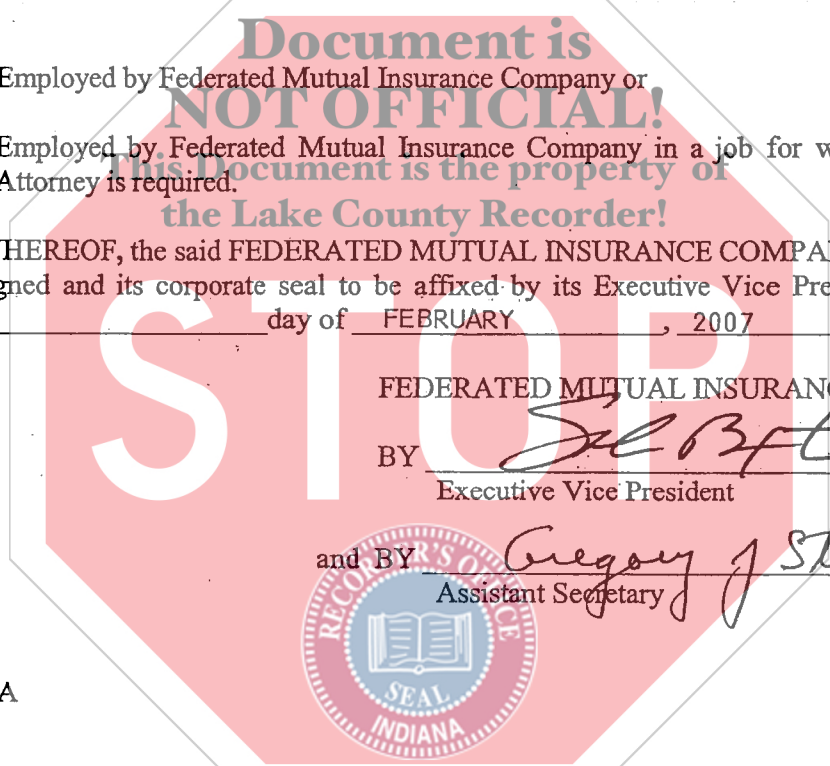 Document is
Employed by Federated Mutual Insurance Company or
NOT OFFICIAL!
Employed by Federated Mutual Insurance Company in a job for w
This Document is the property of
Attorney is required.
the Lake County Recorder!
HEREOF, the said FEDERATED MUTUAL INSURANCE COMPA
gned and its corporate seal to be affixed by its Executive Vice Pre
day of FEBRUARY, 2007
STOP
FEDERATED MUTUAL INSURANC
BY
Executive Vice President
and BY Gregory J
Assistant Secretary
RECORDER'S OFFICE
SEAL
INDIANA
A